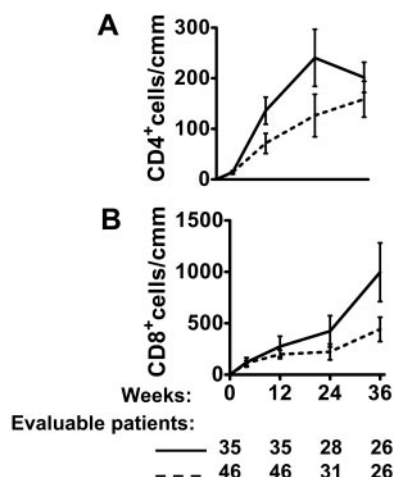 A
CD4+cells/cmm
300
200
100
0
B
CD8+cells/cmm
1500
1000
500
0
Weeks: 0 12 24 36
Evaluable patients:
35 35 28 26
46 46 31 26